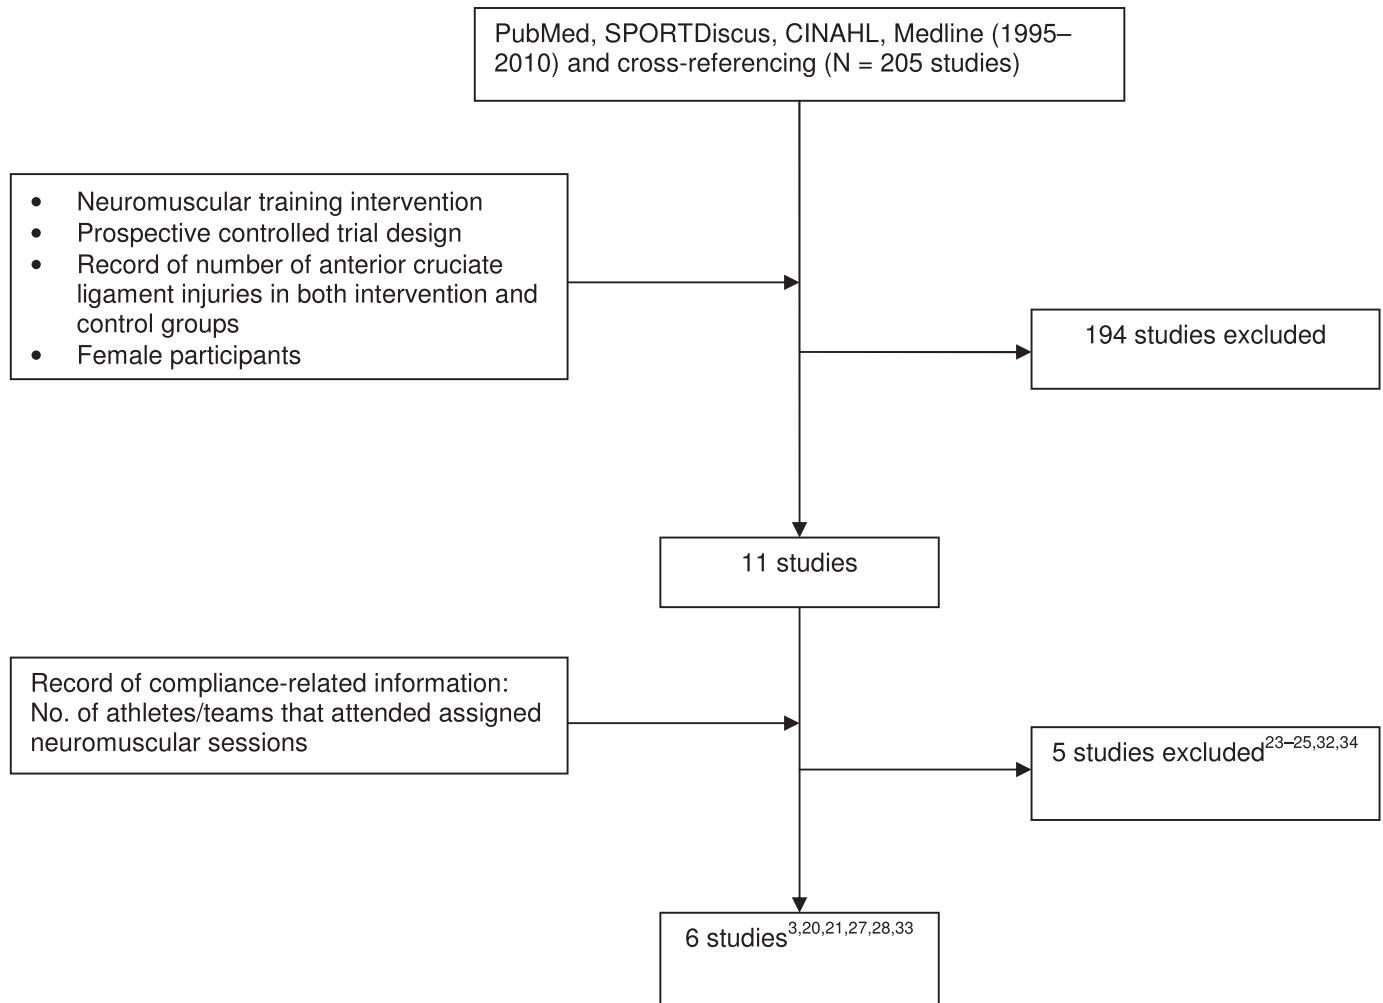 PubMed, SPORTDiscus, CINAHL, Medline (1995–
2010) and cross-referencing (N = 205 studies)
• Neuromuscular training intervention
• Prospective controlled trial design
• Record of number of anterior cruciate
ligament injuries in both intervention and
control groups
• Female participants
194 studies excluded
11 studies
Record of compliance-related information:
No. of athletes/teams that attended assigned
neuromuscular sessions
5 studies excluded23–25,32,34
6 studies3,20,21,27,28,33